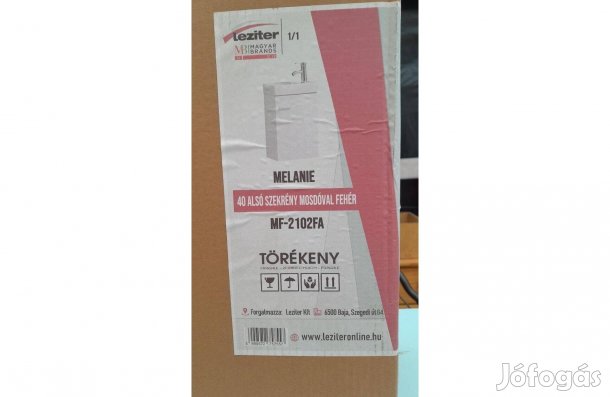 Leziter
1/1
MB MAGYAR BRANDS
MELANIE
40 ALSÓ SZEKRÉNY MOSDÓVAL FEHÉR
MF-2102FA
TÖRÉKENY
Forgalmazza: Leziter Kft 6500 Baja, Szegedi út
www.leziteronline.hu
Jófogás